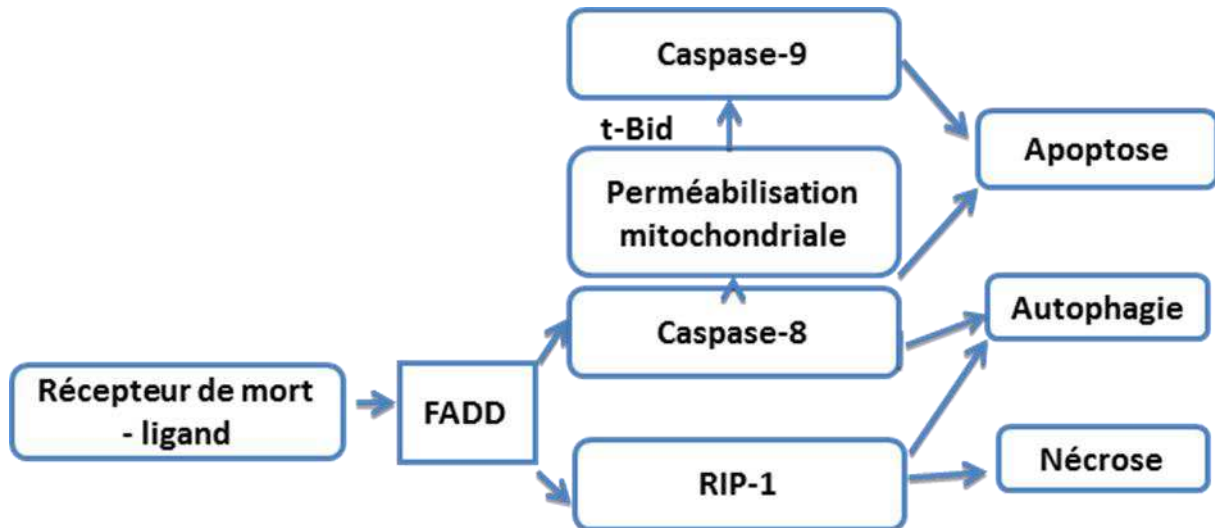 Caspase-9
t-Bid
Apoptose
Perméabilisation
mitochondriale
Autophagie
Caspase-8
Récepteur de mort
- ligand
FADD
Nécrose
RIP-1